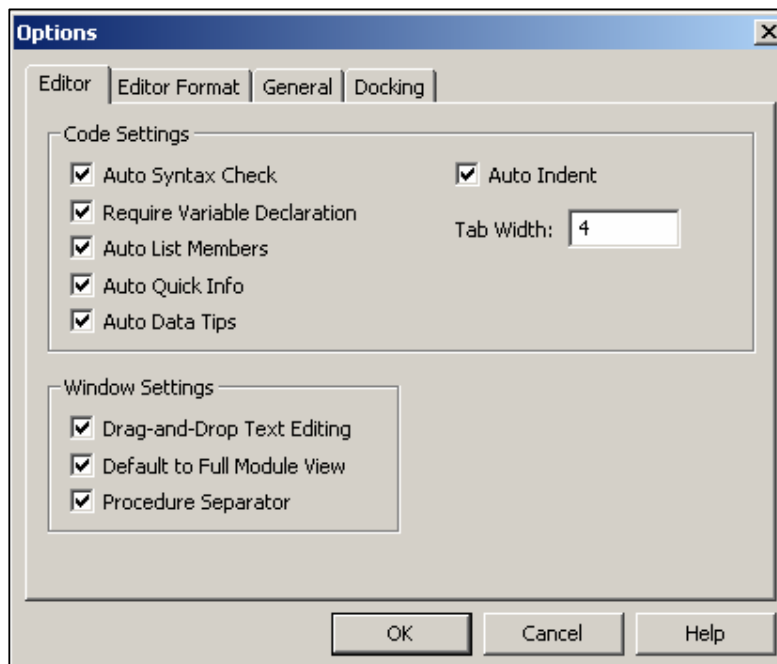 Options
Editor Editor Format General Docking
Code Settings
Auto Syntax Check Auto Indent
Require Variable Declaration
Tab Width: 4
Auto List Members
Auto Quick Info
Auto Data Tips
Window Settings
Drag-and-Drop Text Editing
Default to Full Module View
Procedure Separator
OK Cancel Help